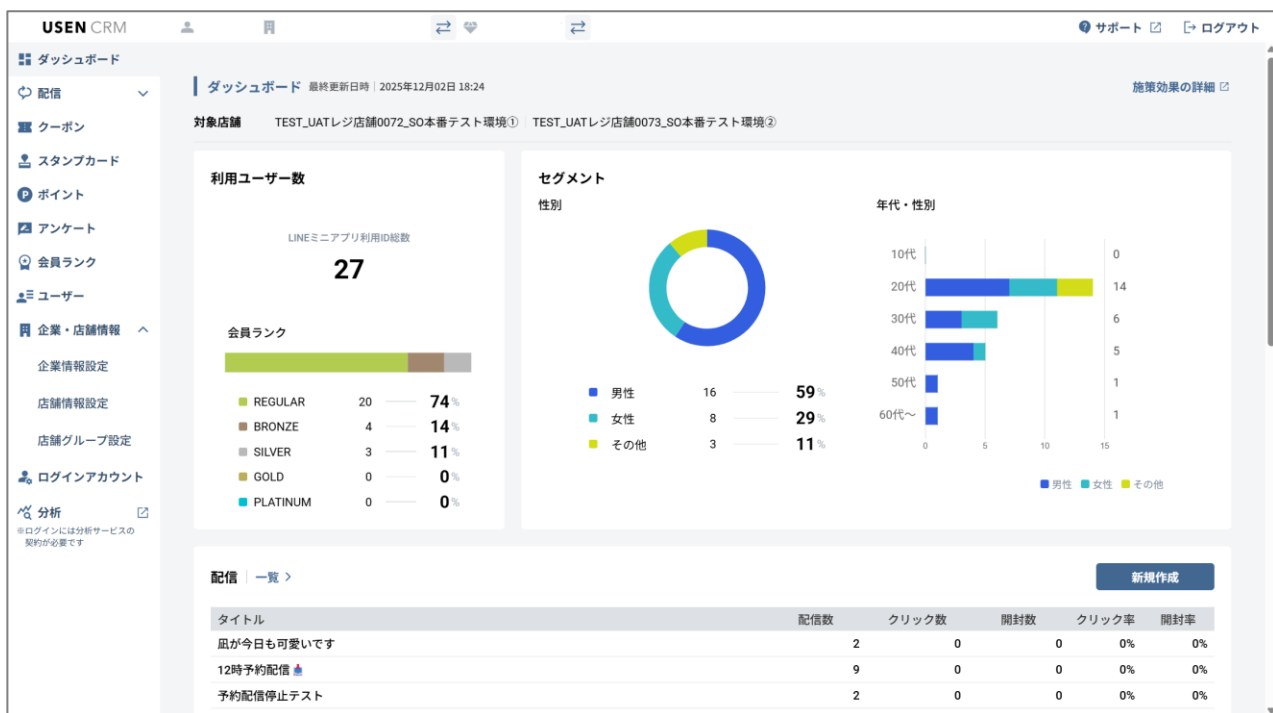 USEN CRM
サポート
ログアウト
ダッシュボード
配信
クーポン
スタンプカード
ポイント
アンケート
会員ランク
ユーザー
企業・店舗情報
企業情報設定
店舗情報設定
店舗グループ設定
ログインアカウント
分析
※ログインには分析サービスの
契約が必要です
ダッシュボード 最終更新日時 | 2025年12月02日 18:24
施策効果の詳細
対象店舗 TEST_UATレジ店舗0072_SO本番テスト環境① TEST_UATレジ店舗0073_SO本番テスト環境②
利用ユーザー数
LINEミニアプリ利用ID総数
27
会員ランク
REGULAR 20 74%
BRONZE 4 14%
SILVER 3 11%
GOLD 0 0%
PLATINUM 0 0%
セグメント
性別
男性 16 59%
女性 8 29%
その他 3 11%
年代・性別
10代 0
20代 14
30代 6
40代 5
50代 1
60代〜 1
0 5 10 15
男性 女性 その他
配信 一覧
新規作成
タイトル 配信数 クリック数 開封数 クリック率 開封率
凪が今日も可愛いです 2 0 0 0% 0%
12時予約配信 9 0 0 0% 0%
予約配信停止テスト 2 0 0 0% 0%